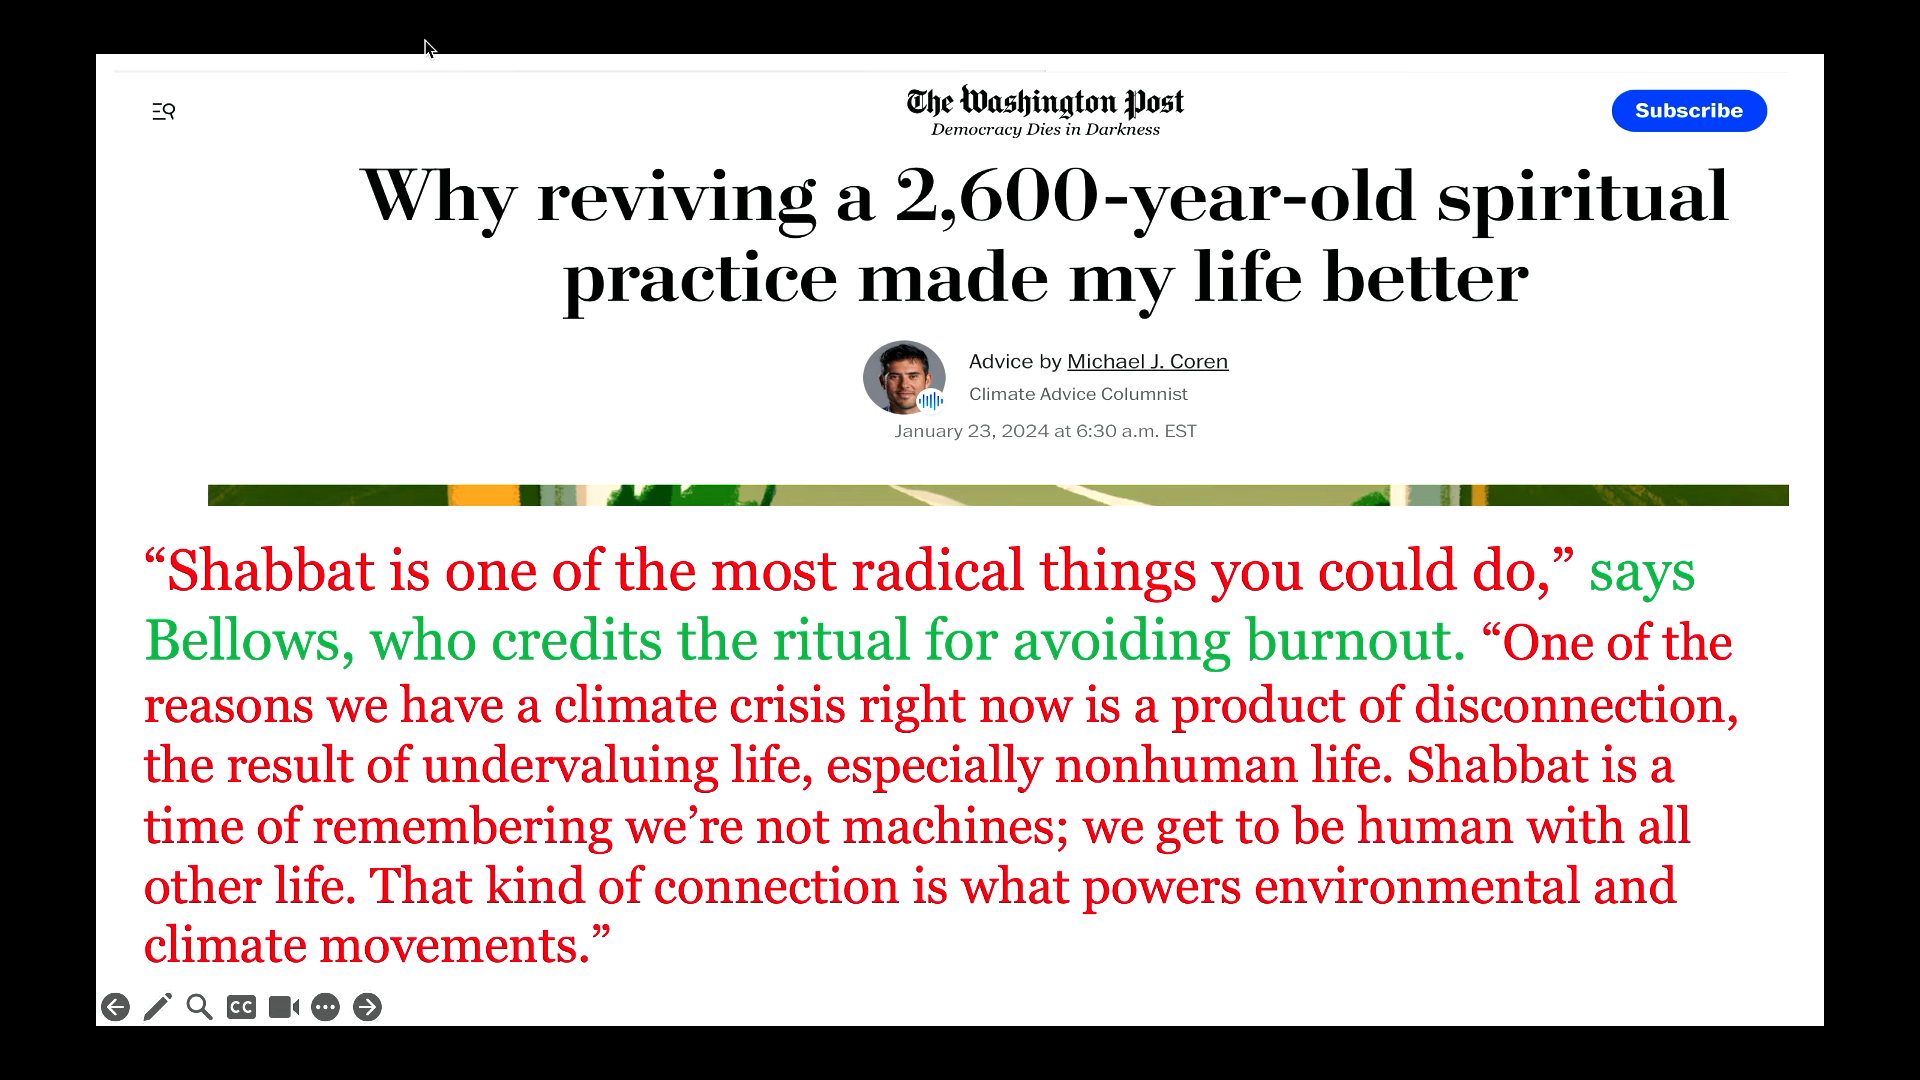 The Washington Post
Democracy Dies in Darkness
Subscribe
Why reviving a 2,600-year-old spiritual
practice made my life better
Advice by Michael J. Coren
Climate Advice Columnist
January 23, 2024 at 6:30 a.m. EST
“Shabbat is one of the most radical things you could do,” says
Bellows, who credits the ritual for avoiding burnout. “One of the
reasons we have a climate crisis right now is a product of disconnection,
the result of undervaluing life, especially nonhuman life. Shabbat is a
time of remembering we’re not machines; we get to be human with all
other life. That kind of connection is what powers environmental and
climate movements.”
CC